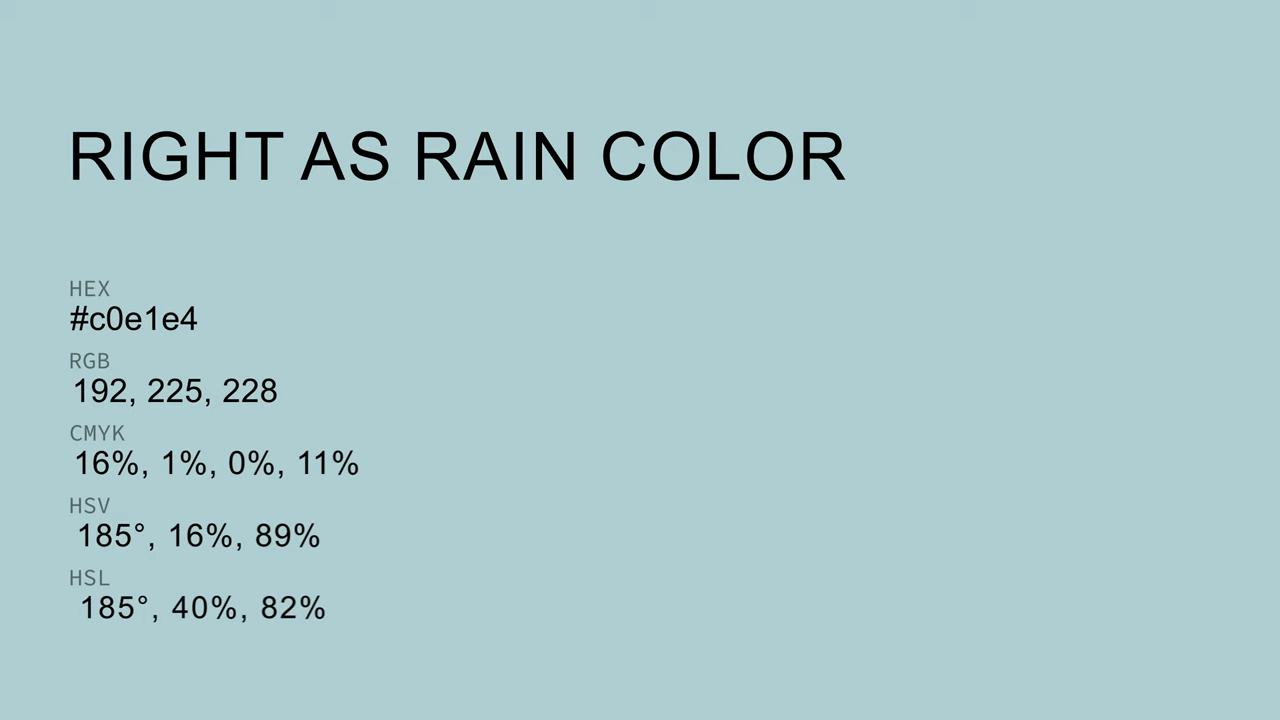 RIGHT AS RAIN COLOR
HEX
#c0e1e4
RGB
192, 225, 228
CMYK
16%, 1%, 0%, 11%
HSV
185°, 16%, 89%
HSL
185°, 40%, 82%